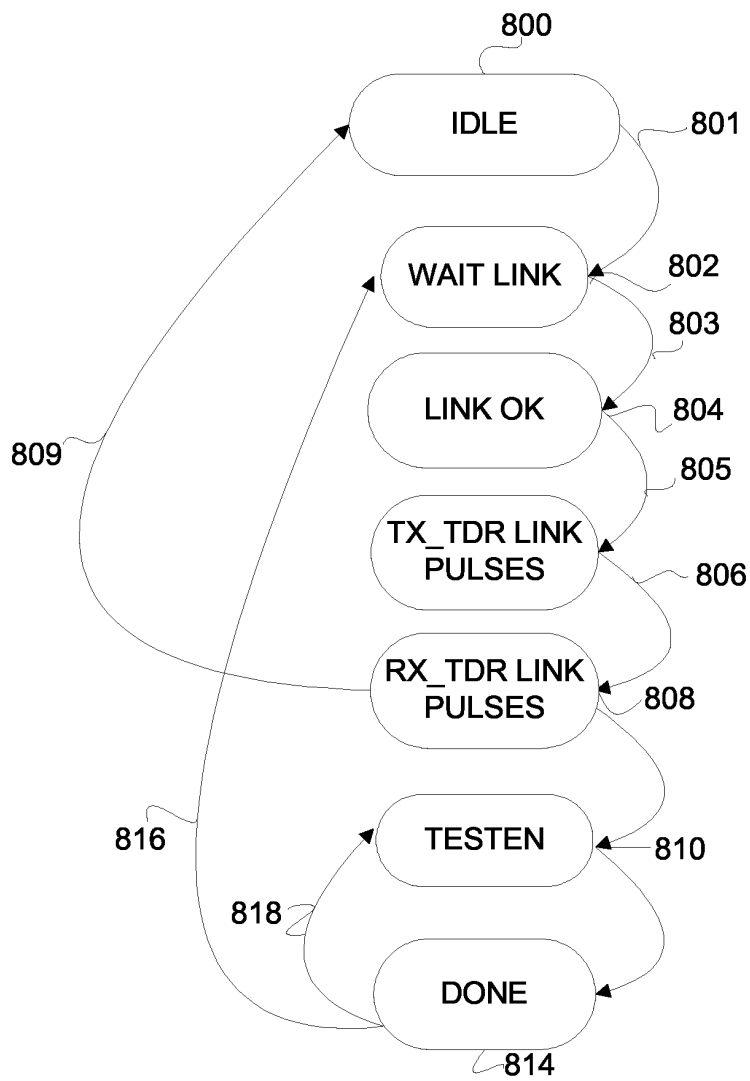 800
IDLE
801
WAIT LINK
802
803
LINK OK
804
809
805
TX_TDR LINK
PULSES
806
RX_TDR LINK
PULSES
808
816
TESTEN
810
818
DONE
814